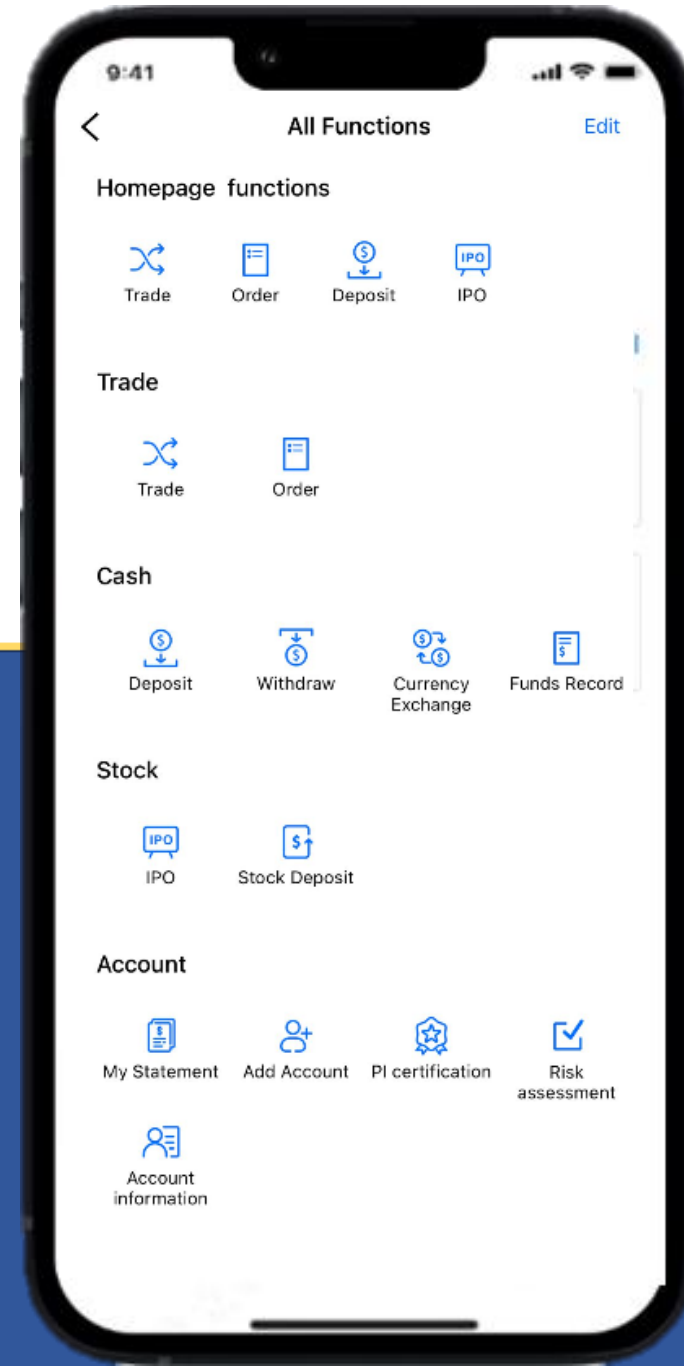 9:41
All Functions Edit
Homepage functions
IPO
Trade Order Deposit IPO
Trade
Trade Order
Cash
Deposit Withdraw Currency Exchange Funds Record
Stock
IPO
IPO Stock Deposit
Account
My Statement Add Account PI certification Risk assessment
Account
information